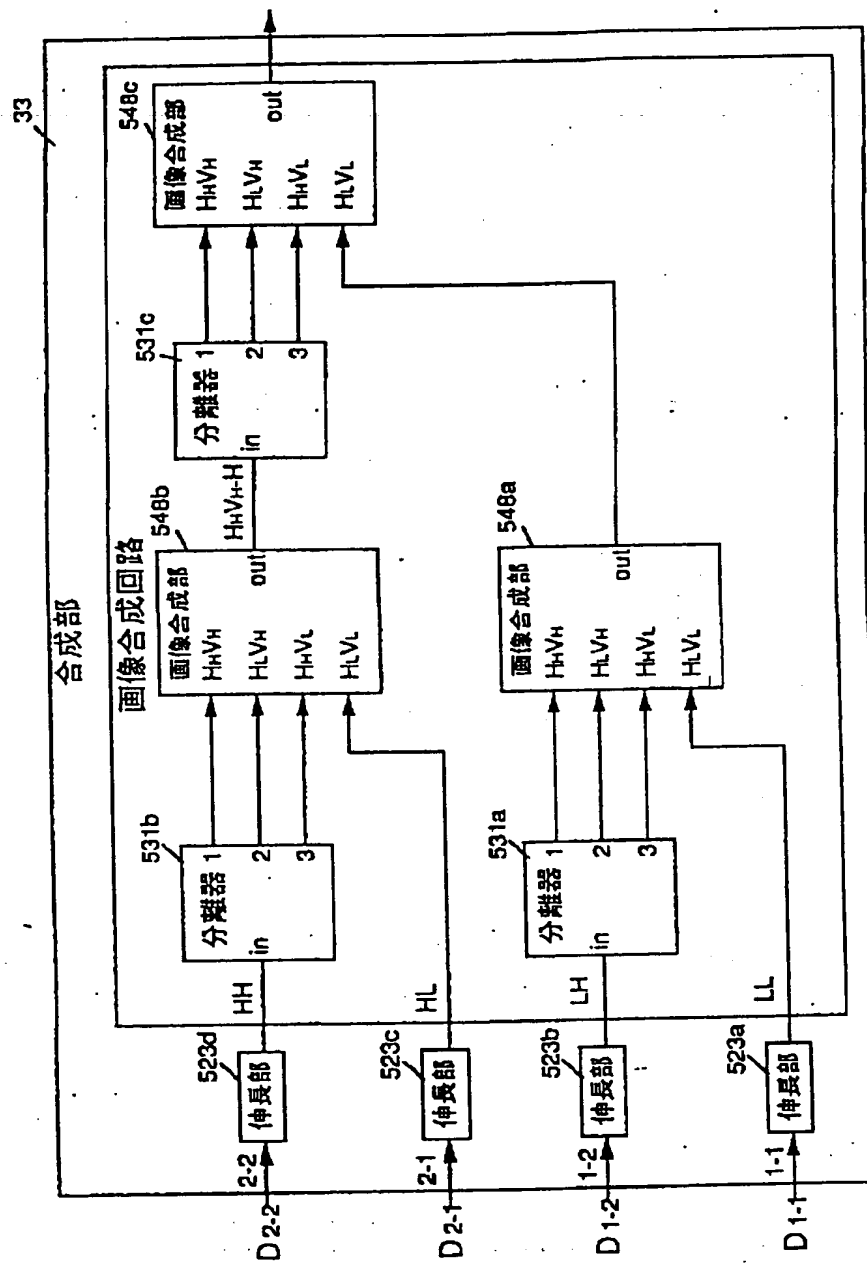 33
合成部
画像合成回路
D2-2
2-2
523d
伸長部
HH
531b
分離器
in
1
2
3
548b
画像合成部
HHVH
HLVH
HHVL
HLVL
out
HHVH-H
531c
分離器
in
1
2
3
548c
画像合成部
HHVH
HLVH
HHVL
HLVL
out
D2-1
2-1
523c
伸長部
HL
D1-2
1-2
523b
伸長部
LH
531a
分離器
in
1
2
3
548a
画像合成部
HHVH
HLVH
HHVL
HLVL
out
D1-1
1-1
523a
伸長部
LL